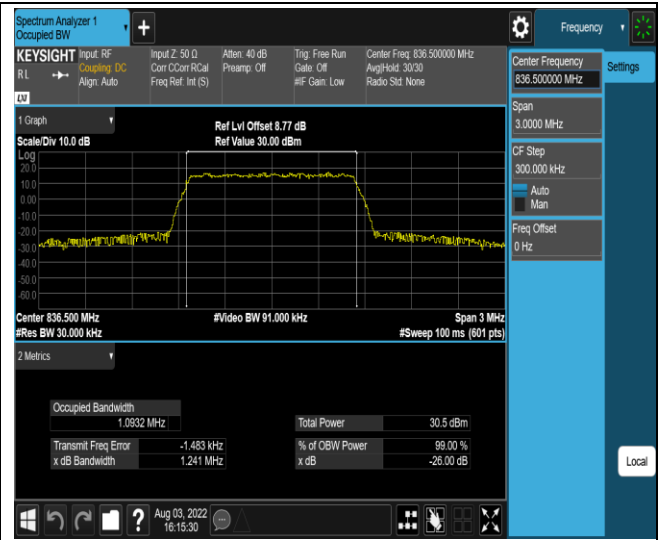 Spectrum Analyzer 1
Occupied BW
Frequency
KEYSIGHT
RL
LXI
Input: RF
Coupling: DC
Align: Auto
Input Z: 50 Ω
Corr CCorr RCal
Freq Ref: Int (S)
Atten: 40 dB
Preamp: Off
Trig: Free Run
Gate: Off
#IF Gain: Low
Center Freq: 836.500000 MHz
Avg|Hold: 30/30
Radio Std: None
Center Frequency
836.500000 MHz
Settings
Span
3.0000 MHz
CF Step
300.000 kHz
Auto
Man
Freq Offset
0 Hz
1 Graph
Scale/Div 10.0 dB
Ref Lvl Offset 8.77 dB
Ref Value 30.00 dBm
Log
20.0
10.0
0.00
-10.0
-20.0
-30.0
-40.0
-50.0
-60.0
Center 836.500 MHz
#Res BW 30.000 kHz
#Video BW 91.000 kHz
Span 3 MHz
#Sweep 100 ms (601 pts)
2 Metrics
Occupied Bandwidth
1.0932 MHz
Total Power 30.5 dBm
Transmit Freq Error -1.483 kHz
% of OBW Power 99.00 %
x dB Bandwidth 1.241 MHz
x dB -26.00 dB
Local
Aug 03, 2022
16:15:30